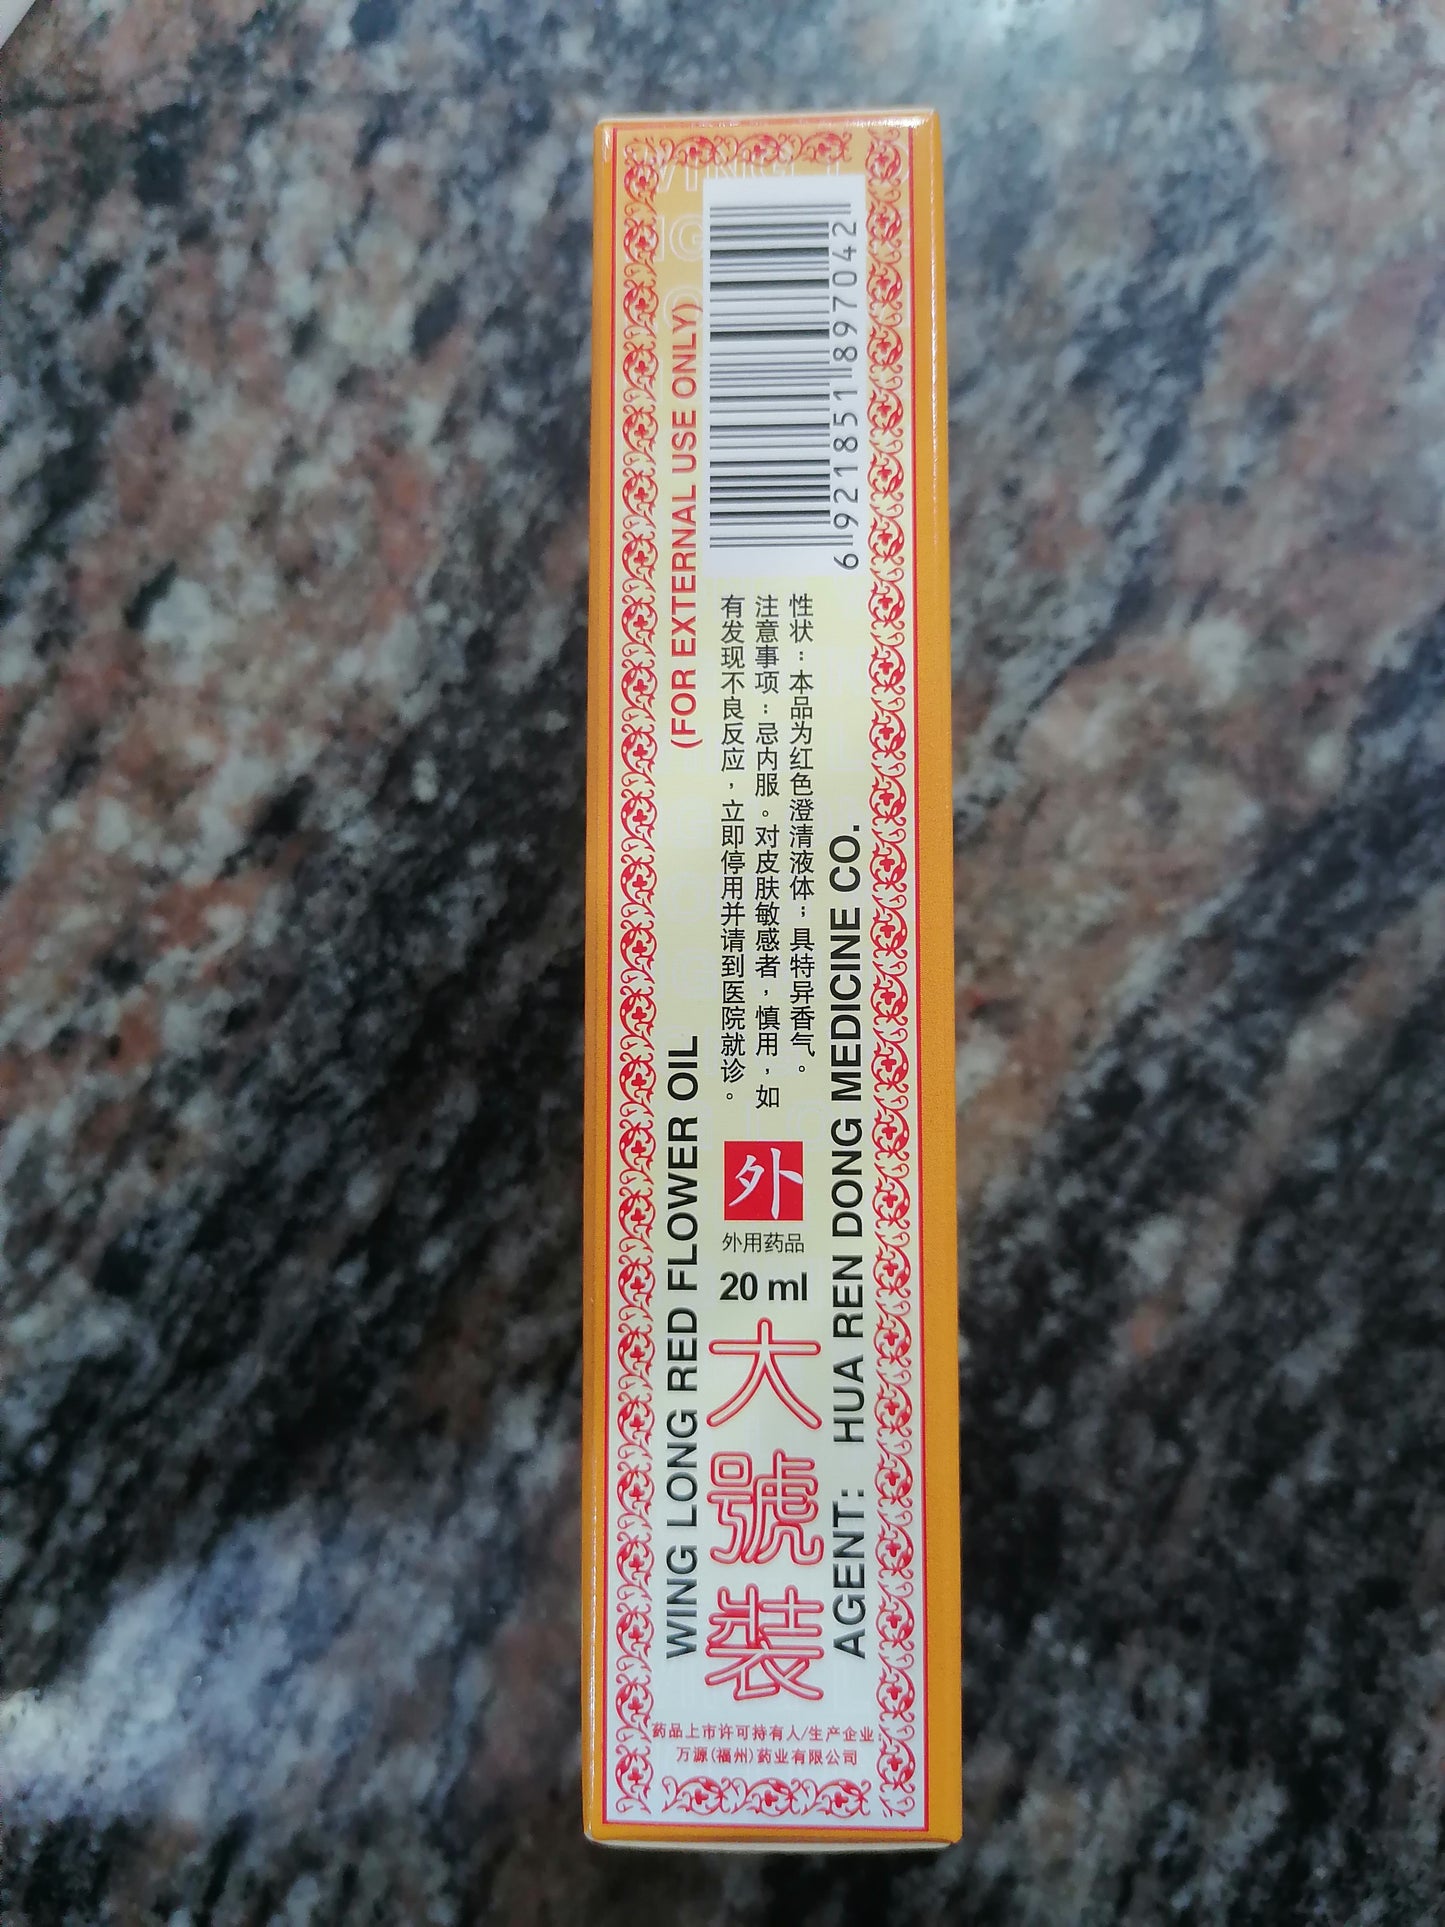 WING LONG RED FLOWER OIL
(FOR EXTERNAL USE ONLY)
6 921851 897042
性状：本品为红色澄清液体；具特异香气。
注意事项：忌内服。对皮肤敏感者，慎用，如
有发现不良反应，立即停用并请到医院就诊。
外
外用药品
20 ml
大號裝
AGENT： HUA REN DONG MEDICINE CO.
药品上市许可持有人/生产企业：
万源(福州)药业有限公司